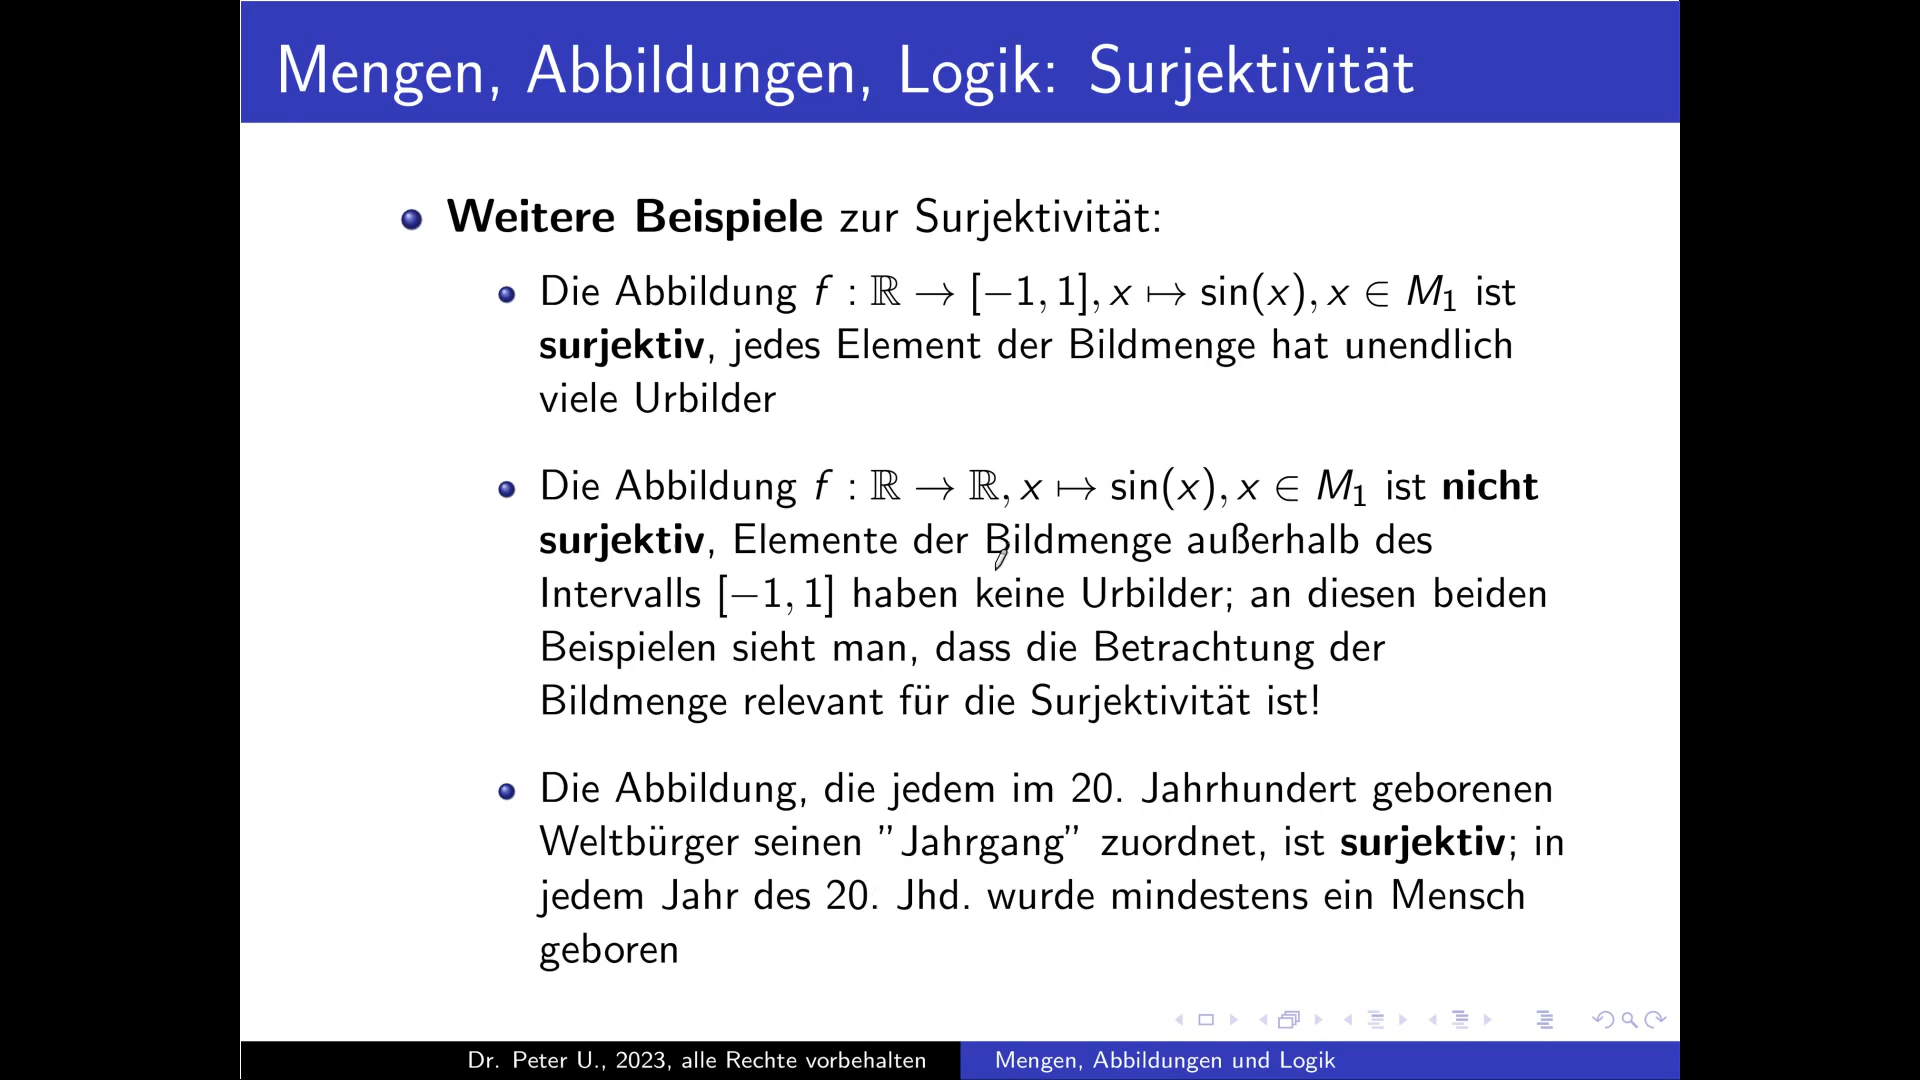 Mengen, Abbildungen, Logik: Surjektivität
Weitere Beispiele zur Surjektivität:
Die Abbildung f : ℝ → [−1, 1], x ↦ sin(x), x ∈ M₁ ist
surjektiv, jedes Element der Bildmenge hat unendlich
viele Urbilder
Die Abbildung f : ℝ → ℝ, x ↦ sin(x), x ∈ M₁ ist nicht
surjektiv, Elemente der Bildmenge außerhalb des
Intervalls [−1, 1] haben keine Urbilder; an diesen beiden
Beispielen sieht man, dass die Betrachtung der
Bildmenge relevant für die Surjektivität ist!
Die Abbildung, die jedem im 20. Jahrhundert geborenen
Weltbürger seinen ”Jahrgang” zuordnet, ist surjektiv; in
jedem Jahr des 20. Jhd. wurde mindestens ein Mensch
geboren
Dr. Peter U., 2023, alle Rechte vorbehalten
Mengen, Abbildungen und Logik